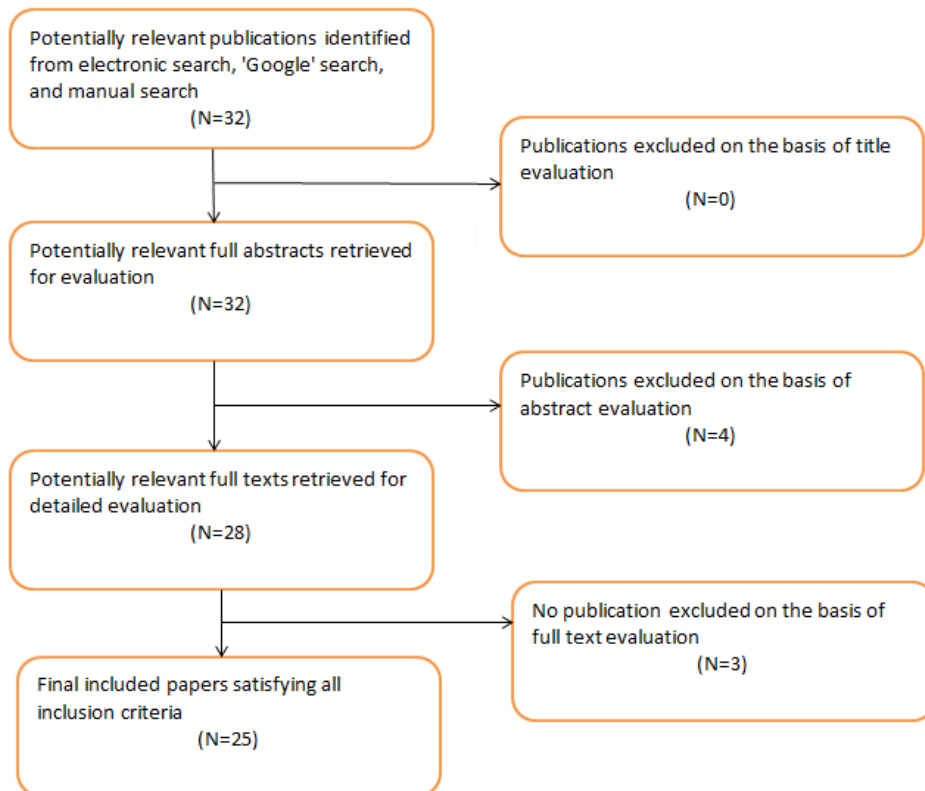 Potentially relevant publications identified
from electronic search, 'Google' search,
and manual search
(N=32)
Publications excluded on the basis of title
evaluation
(N=0)
Potentially relevant full abstracts retrieved
for evaluation
(N=32)
Publications excluded on the basis of
abstract evaluation
(N=4)
Potentially relevant full texts retrieved for
detailed evaluation
(N=28)
No publication excluded on the basis of
full text evaluation
(N=3)
Final included papers satisfying all
inclusion criteria
(N=25)